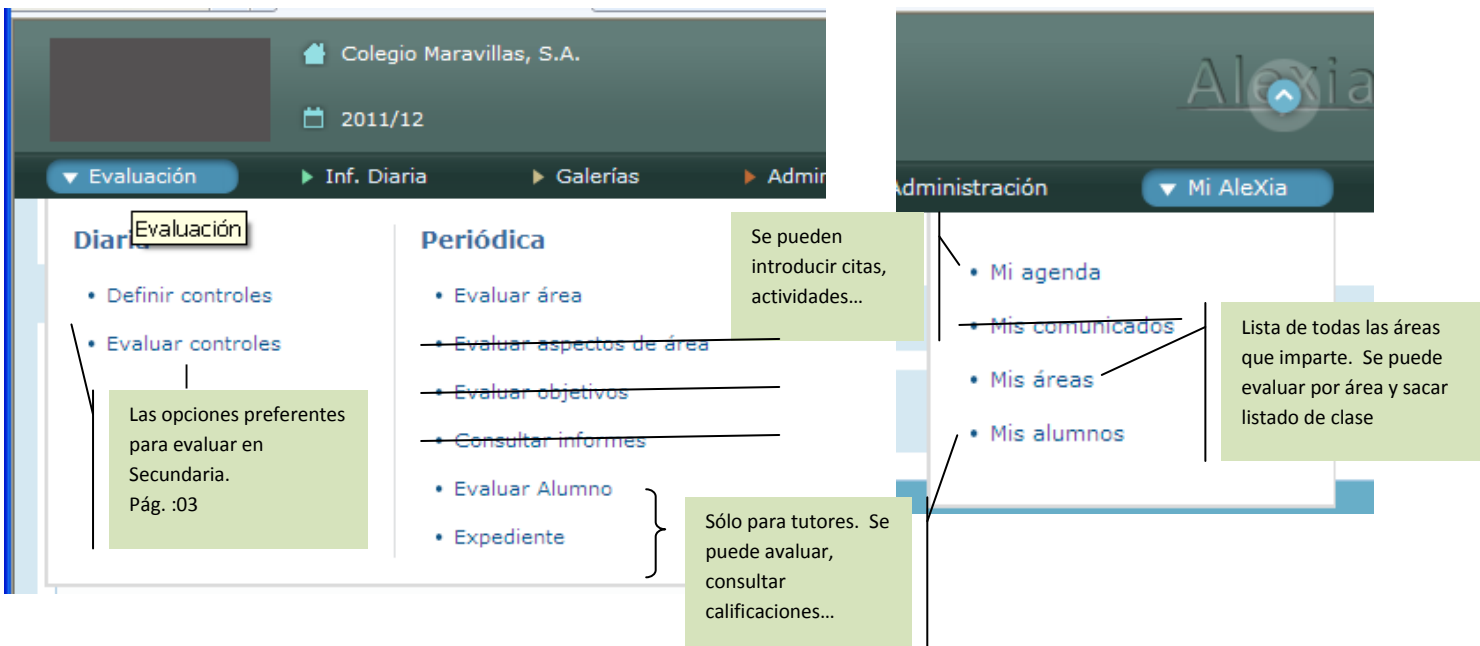 Colegio Maravillas, S.A.
2011/12
Alexia
Evaluación
Inf. Diaria
Galerías
Admin
Administración
Mi AleXia
Evaluación
Diaria
Definir controles
Evaluar controles
Las opciones preferentes
para evaluar en
Secundaria.
Pág. :03
Periódica
Evaluar área
Evaluar aspectos de área
Evaluar objetivos
Consultar informes
Evaluar Alumno
Expediente
Se pueden
introducir citas,
actividades…
Sólo para tutores. Se
puede avaluar,
consultar
calificaciones…
Mi agenda
Mis comunicados
Mis áreas
Mis alumnos
Lista de todas las áreas
que imparte. Se puede
evaluar por área y sacar
listado de clase